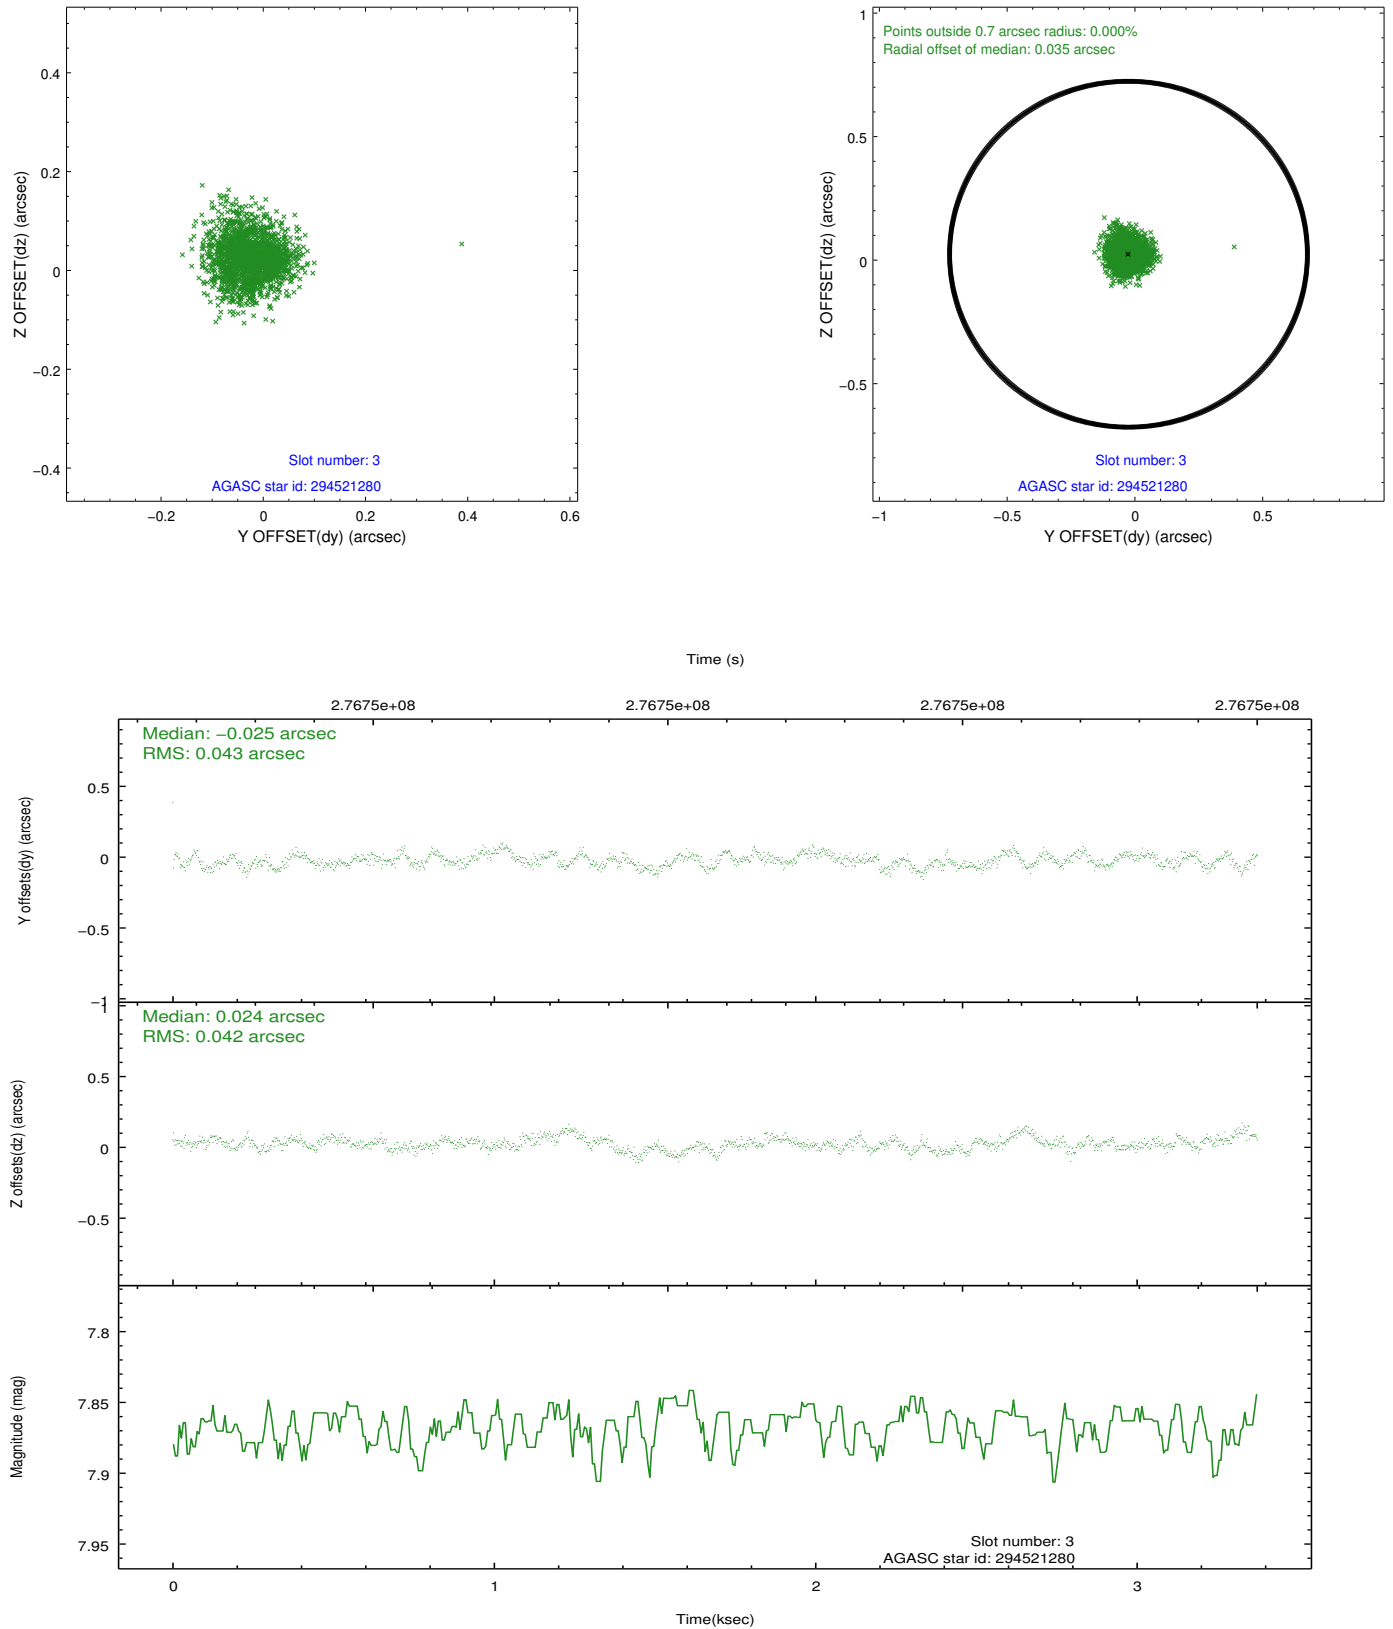 0.4
0.2
0
−0.2
−0.4
Z OFFSET(dz) (arcsec)
Slot number: 3
AGASC star id: 294521280
−0.2 0 0.2 0.4 0.6
Y OFFSET(dy) (arcsec)
Points outside 0.7 arcsec radius: 0.000%
Radial offset of median: 0.035 arcsec
1
0.5
0
−0.5
Z OFFSET(dz) (arcsec)
Slot number: 3
AGASC star id: 294521280
−1 −0.5 0 0.5
Y OFFSET(dy) (arcsec)
Time (s)
2.7675e+08 2.7675e+08 2.7675e+08 2.7675e+08
Median: −0.025 arcsec
RMS: 0.043 arcsec
0.5
0
−0.5
−1
Y offsets(dy) (arcsec)
Median: 0.024 arcsec
RMS: 0.042 arcsec
1
0.5
0
−0.5
Z offsets(dz) (arcsec)
7.8
7.85
7.9
7.95
Magnitude (mag)
Slot number: 3
AGASC star id: 294521280
0 1 2 3
Time(ksec)